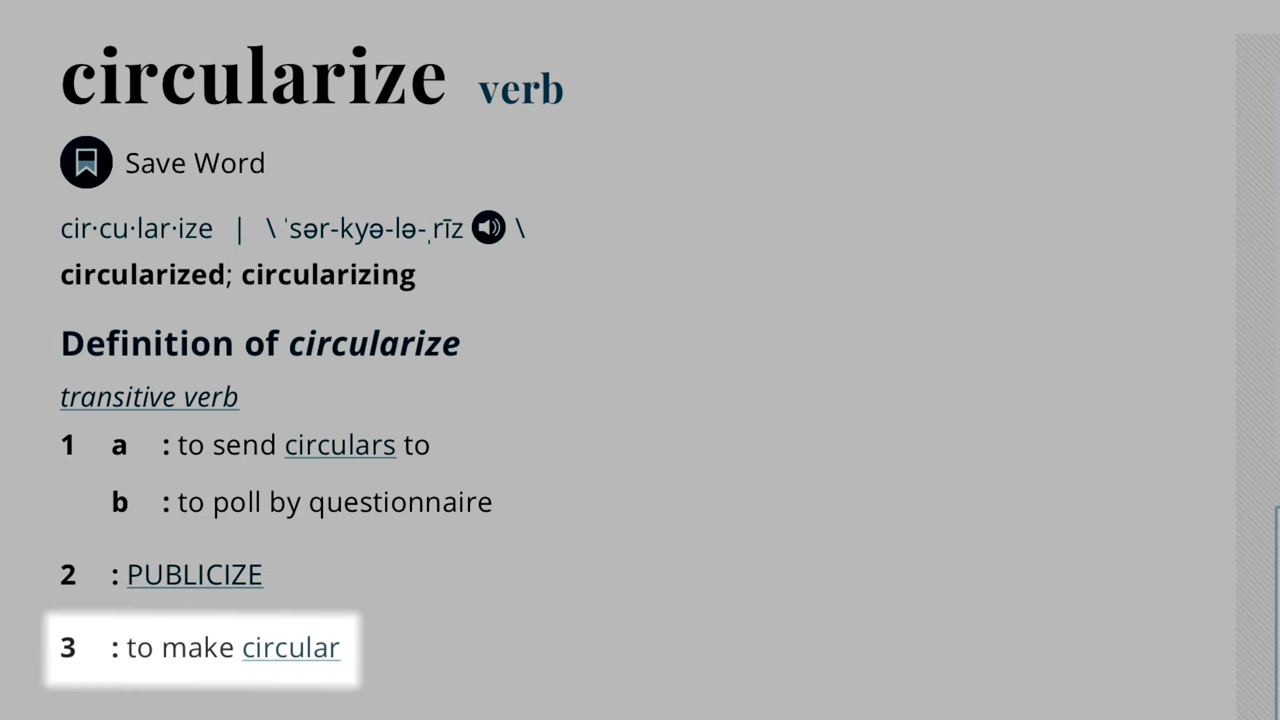 circularize verb
Save Word
cir·cu·lar·ize | \ ˈsər-kyə-lə-ˌrīz \
circularized; circularizing
Definition of circularize
transitive verb
1 a : to send circulars to
b : to poll by questionnaire
2 : PUBLICIZE
3 : to make circular